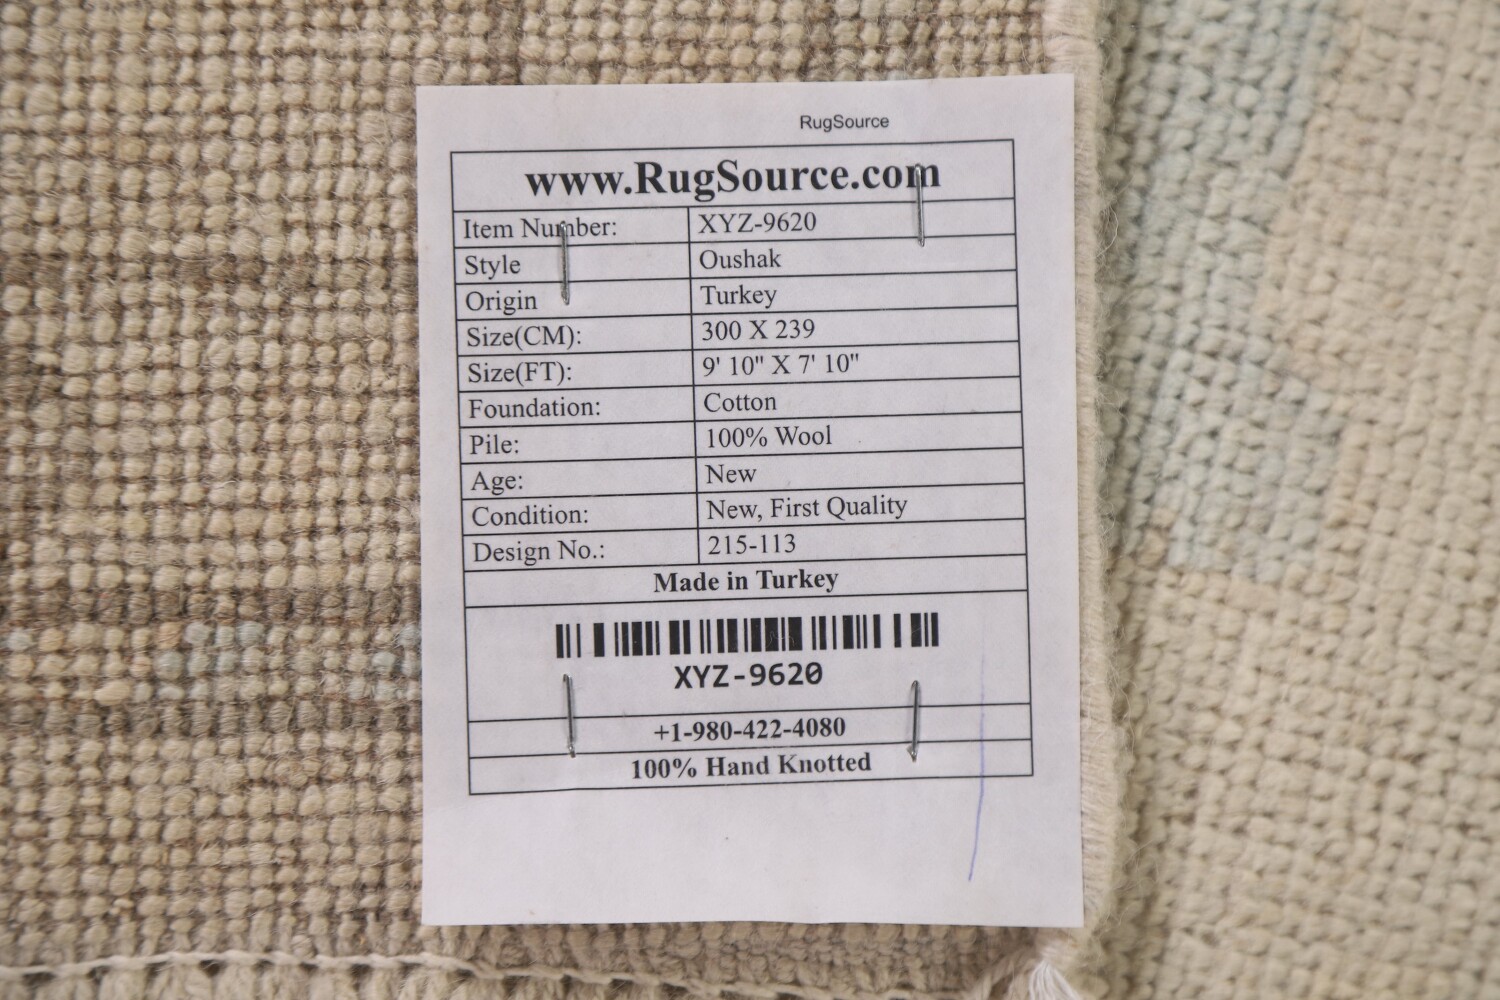 RugSource
www.RugSource.com
Item Number: XYZ-9620
Style Oushak
Origin Turkey
Size(CM): 300 X 239
Size(FT): 9' 10" X 7' 10"
Foundation: Cotton
Pile: 100% Wool
Age: New
Condition: New, First Quality
Design No.: 215-113
Made in Turkey
XYZ-9620
+1-980-422-4080
100% Hand Knotted